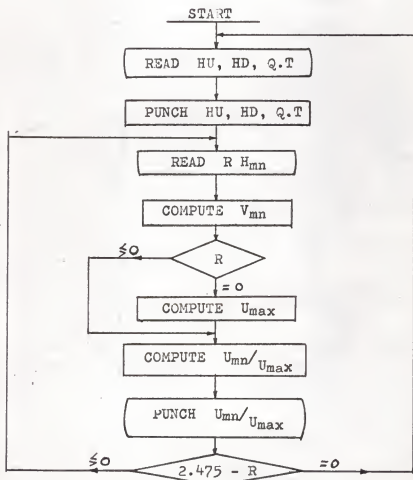 START
READ HU, HD, Q.T
PUNCH HU, HD, Q.T
READ R Hmn
COMPUTE Vmn
≶0
R
=0
COMPUTE Umax
COMPUTE Umn/Umax
PUNCH Umn/Umax
≶0
2.475 - R
=0